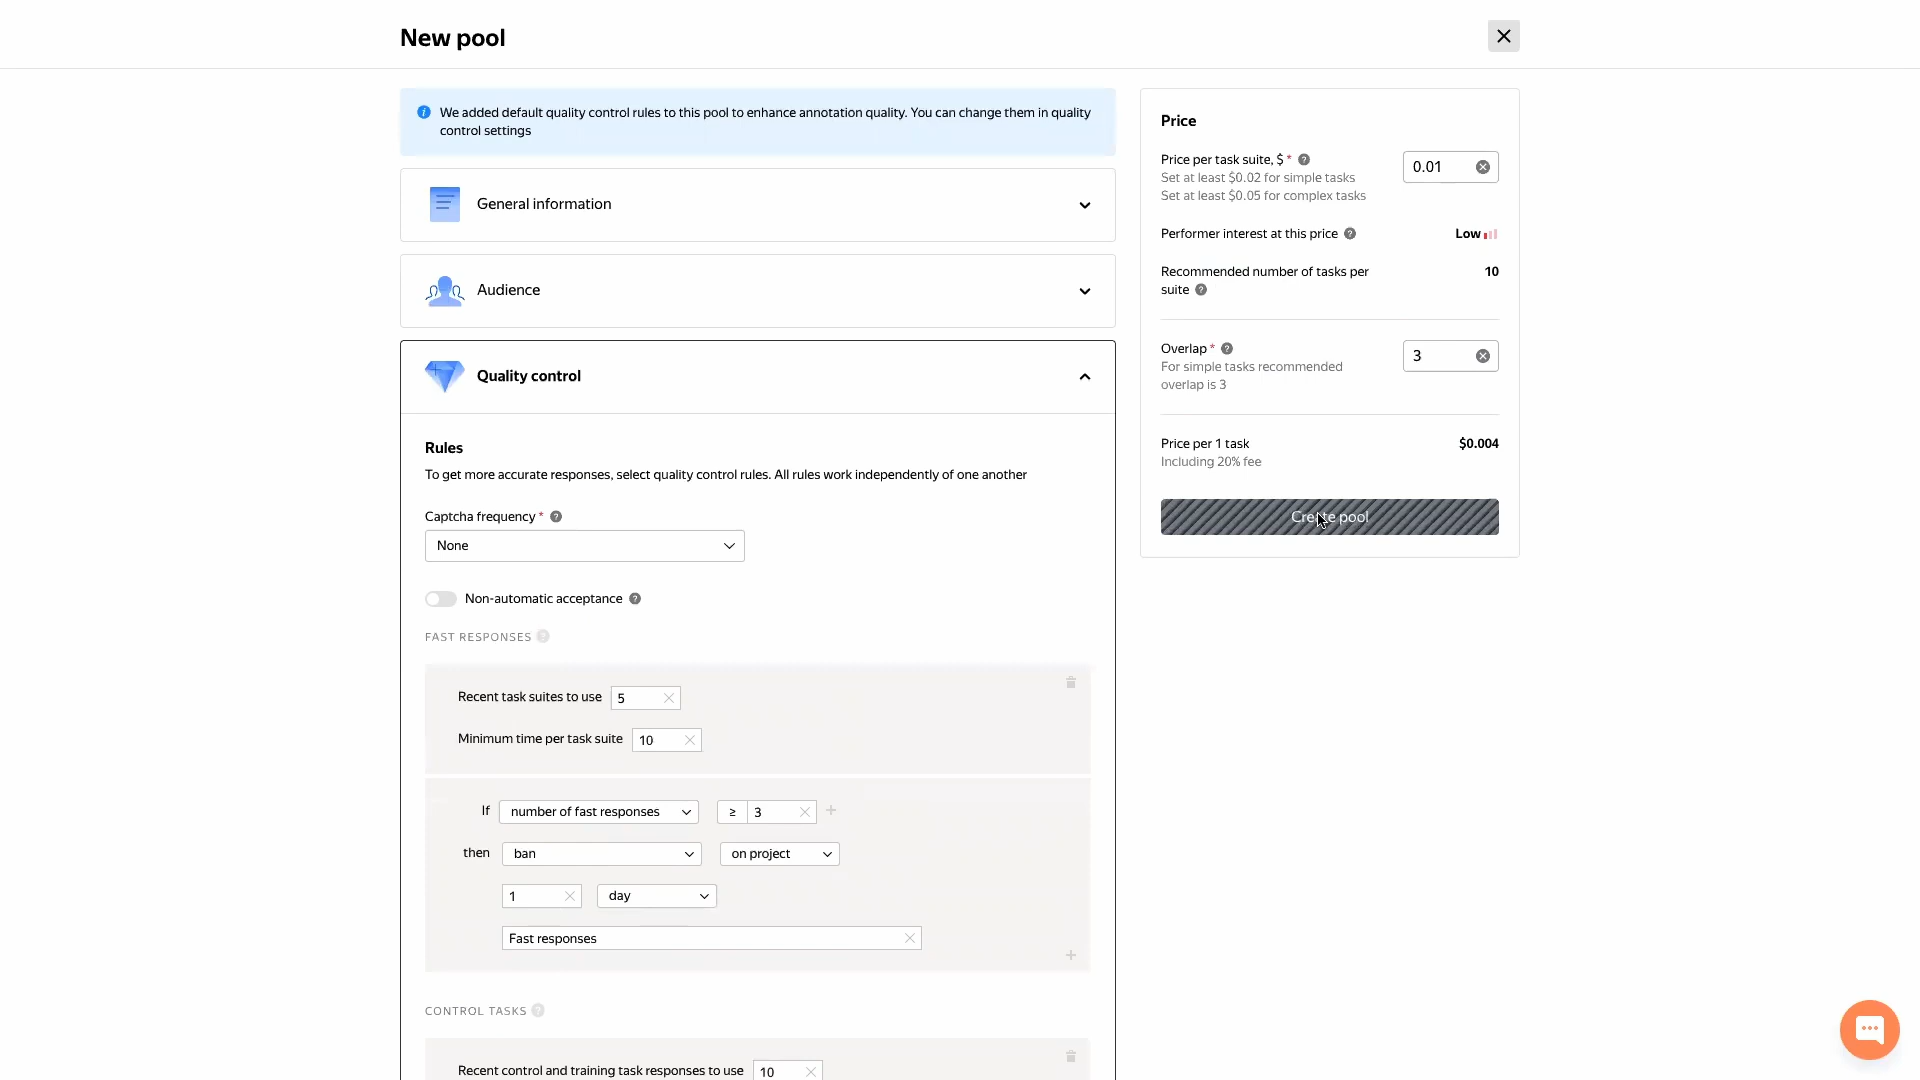 New pool
We added default quality control rules to this pool to enhance annotation quality. You can change them in quality
control settings
General information
Audience
Quality control
Rules
To get more accurate responses, select quality control rules. All rules work independently of one another
Captcha frequency *
None
Non-automatic acceptance
FAST RESPONSES
Recent task suites to use 5
Minimum time per task suite 10
If number of fast responses ≥ 3
then ban on project
1 day
Fast responses
CONTROL TASKS
Recent control and training task responses to use 10
Price
Price per task suite, $ * 0.01
Set at least $0.02 for simple tasks
Set at least $0.05 for complex tasks
Performer interest at this price Low
Recommended number of tasks per 10
suite
Overlap * 3
For simple tasks recommended
overlap is 3
Price per 1 task $0.004
Including 20% fee
Create pool